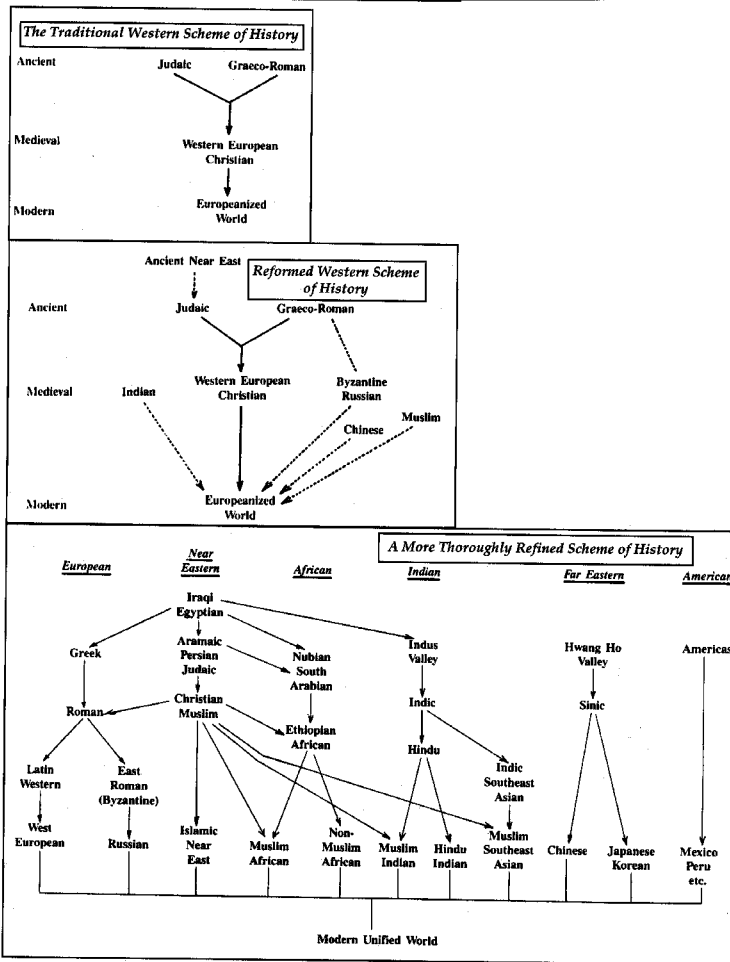 The Traditional Western Scheme of History
Ancient
Judaic
Graeco-Roman
Medieval
Western European
Christian
Modern
Europeanized
World
Ancient Near East
Reformed Western Scheme
of History
Ancient
Judaic
Graeco-Roman
Medieval
Indian
Western European
Christian
Byzantine
Russian
Chinese
Muslim
Modern
Europeanized
World
A More Thoroughly Refined Scheme of History
European
Near
Eastern
African
Indian
Far Eastern
American
Iraqi
Egyptian
Greek
Aramaic
Persian
Judaic
Nubian
South
Arabian
Indus
Valley
Hwang Ho
Valley
Americas
Roman
Christian
Muslim
Ethiopian
African
Indic
Sinic
Hindu
Latin
Western
East
Roman
(Byzantine)
Indic
Southeast
Asian
West
European
Russian
Islamic
Near
East
Muslim
African
Non-
Muslim
African
Muslim
Indian
Hindu
Indian
Muslim
Southeast
Asian
Chinese
Japanese
Korean
Mexico
Peru
etc.
Modern Unified World